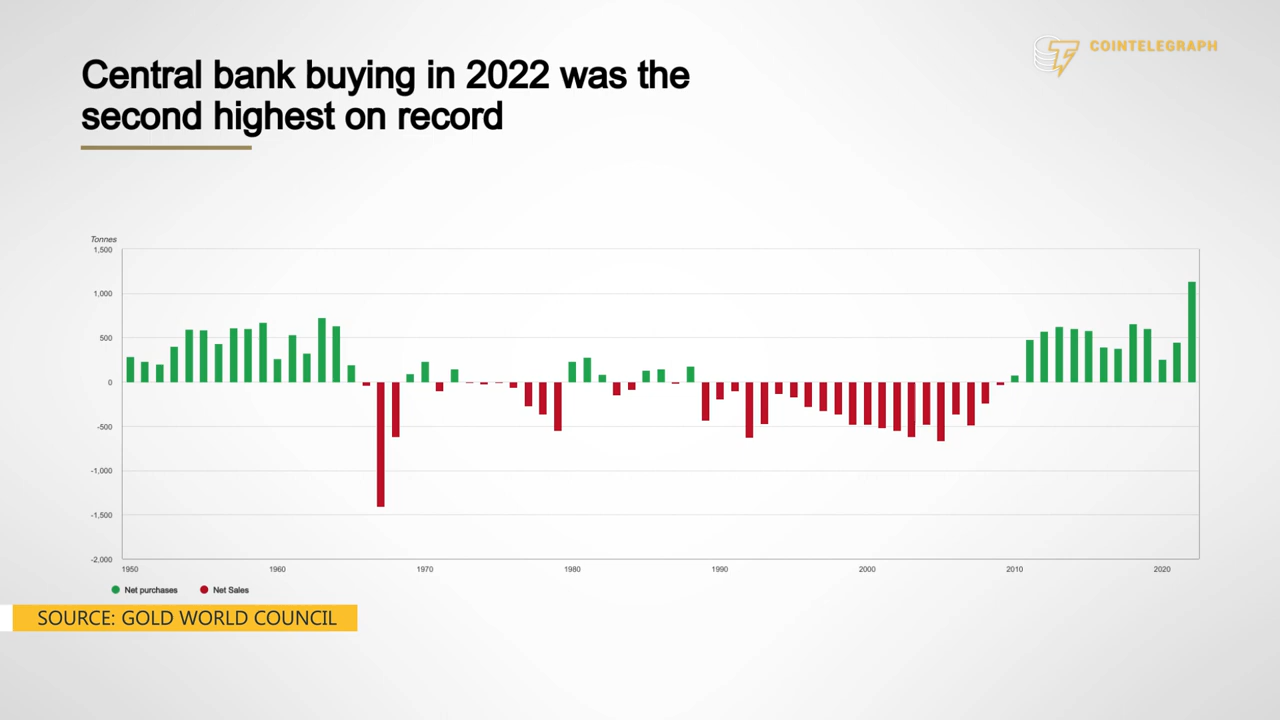 COINTELEGRAPH
Central bank buying in 2022 was the
second highest on record
Tonnes
1,500
1,000
500
0
-500
-1,000
-1,500
-2,000
1950 1960 1970 1980 1990 2000 2010 2020
Net purchases Net Sales
SOURCE: GOLD WORLD COUNCIL